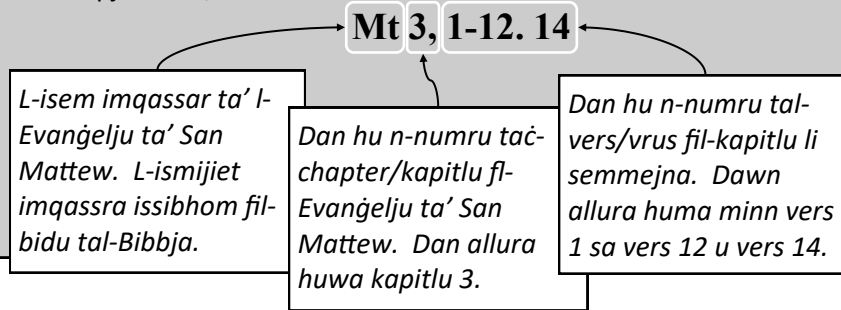 Mt 3, 1-12. 14
L-isem imqassar ta’ l-
Evanġelju ta’ San
Mattew.  L-ismijiet
imqassra issibhom fil-
bidu tal-Bibbja.
Dan hu n-numru taċ-
chapter/kapitlu fl-
Evanġelju ta’ San
Mattew.  Dan allura
huwa kapitlu 3.
Dan hu n-numru tal-
vers/vrus fil-kapitlu li
semmejna.  Dawn
allura huma minn vers
1 sa vers 12 u vers 14.